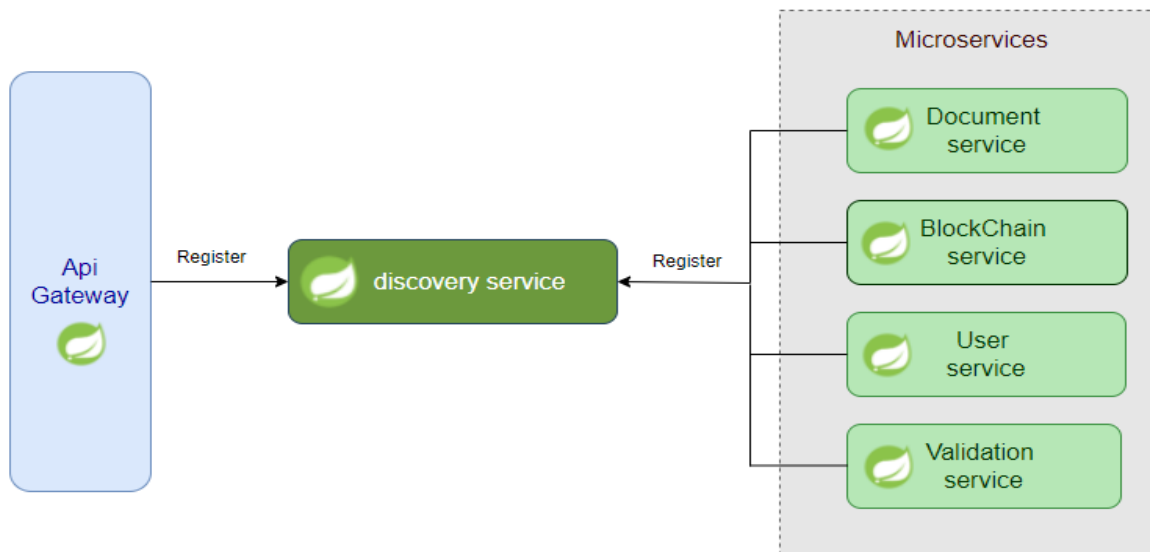 Microservices
Api
Gateway
Register
discovery service
Register
Document
service
BlockChain
service
User
service
Validation
service